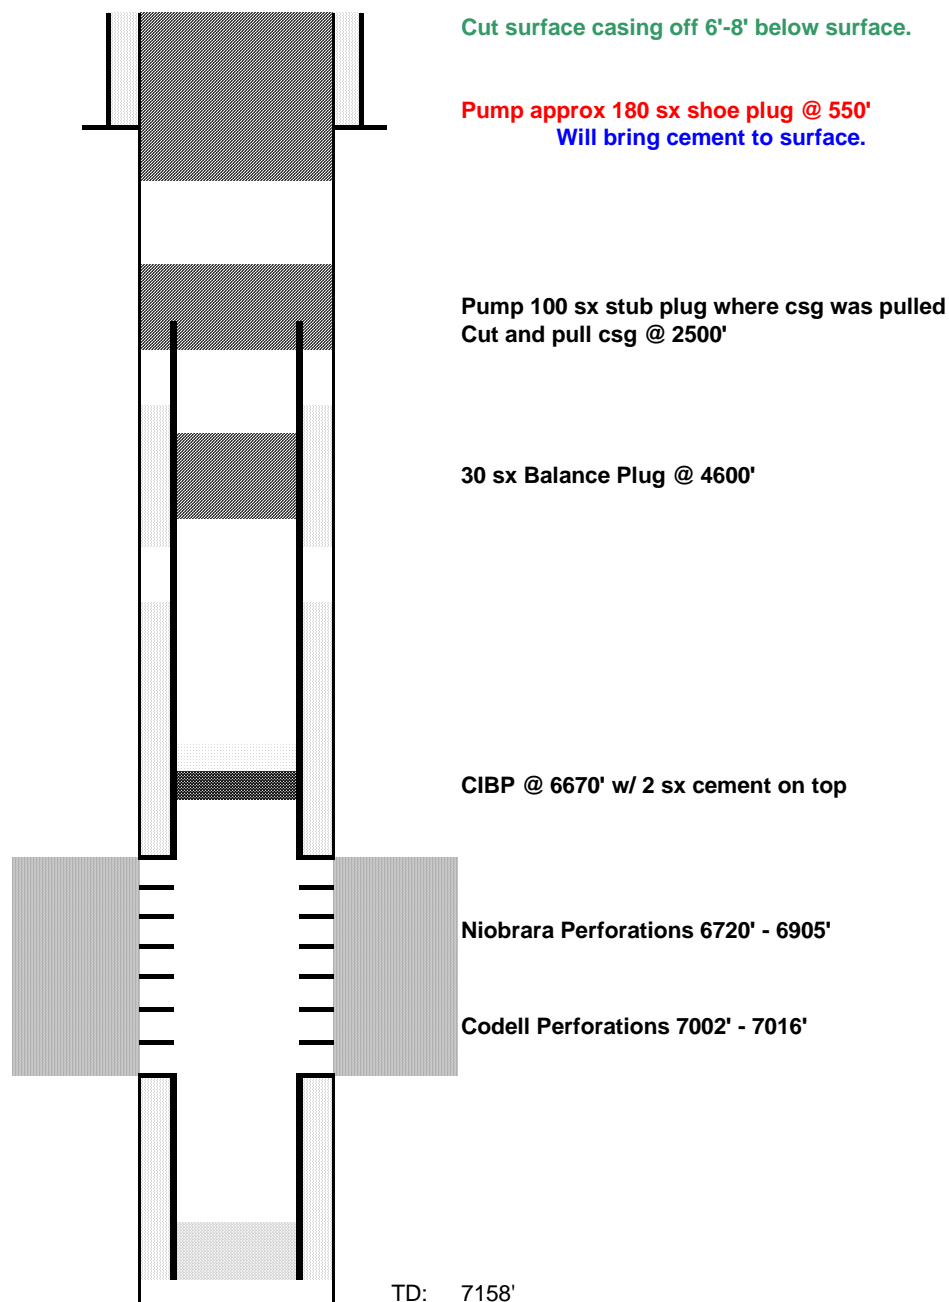 Cut surface casing off 6'-8' below surface.
Pump approx 180 sx shoe plug @ 550'
Will bring cement to surface.
Pump 100 sx stub plug where csg was pulled
Cut and pull csg @ 2500'
30 sx Balance Plug @ 4600'
CIBP @ 6670' w/ 2 sx cement on top
Niobrara Perforations 6720' - 6905'
Codell Perforations 7002' - 7016'
TD: 7158'